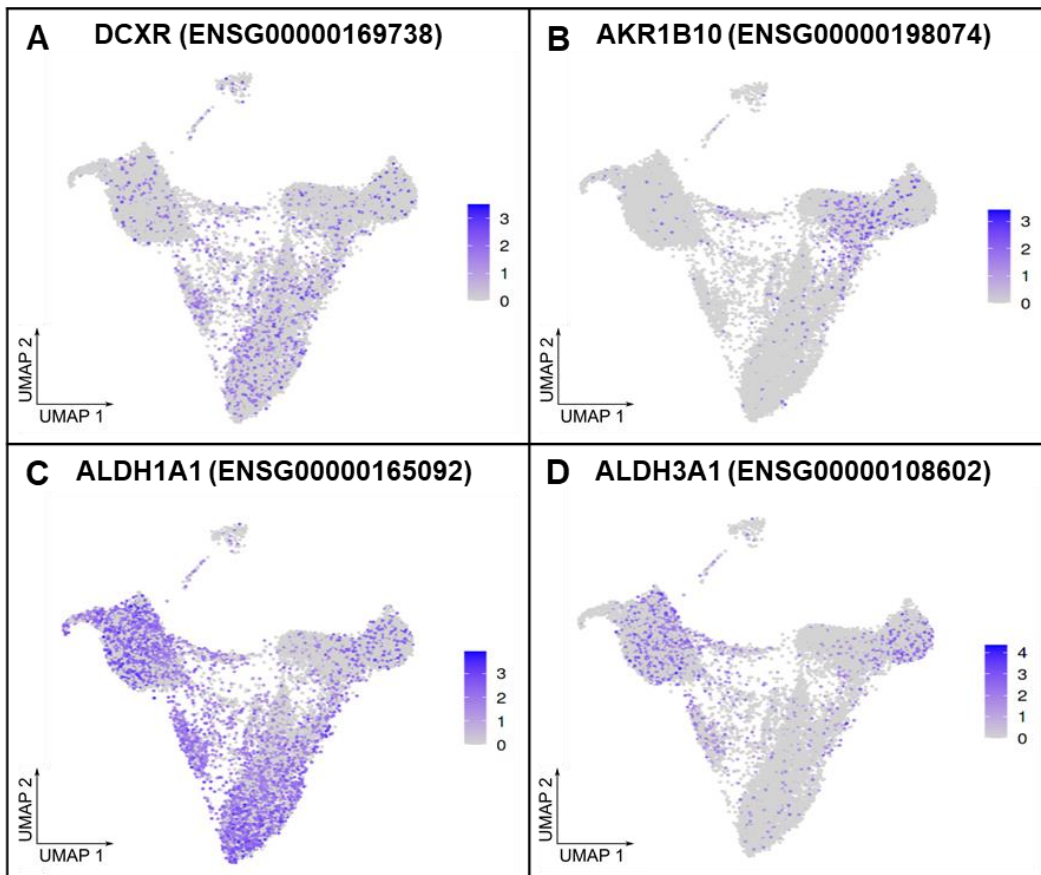 A DCXR (ENSG00000169738)
3
2
1
0
UMAP 2
UMAP 1
B AKR1B10 (ENSG00000198074)
3
2
1
0
UMAP 2
UMAP 1
C ALDH1A1 (ENSG00000165092)
3
2
1
0
UMAP 2
UMAP 1
D ALDH3A1 (ENSG00000108602)
4
3
2
1
0
UMAP 2
UMAP 1